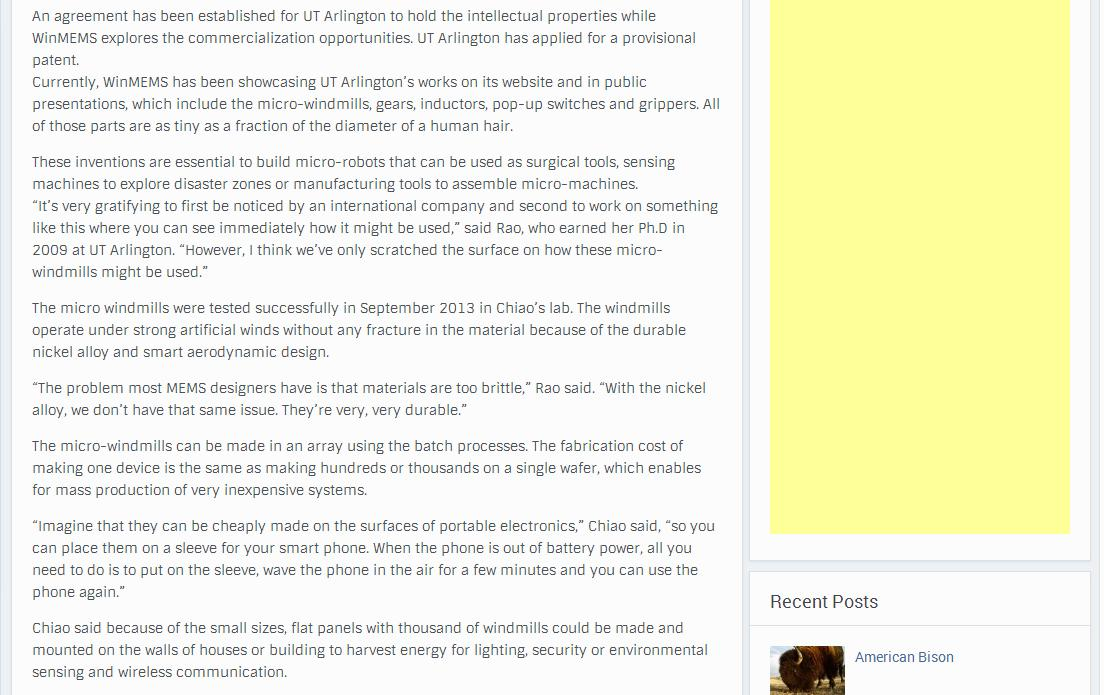 An agreement has been established for UT Arlington to hold the intellectual properties while
WinMEMS explores the commercialization opportunities. UT Arlington has applied for a provisional
patent.
Currently, WinMEMS has been showcasing UT Arlington’s works on its website and in public
presentations, which include the micro-windmills, gears, inductors, pop-up switches and grippers. All
of those parts are as tiny as a fraction of the diameter of a human hair.
These inventions are essential to build micro-robots that can be used as surgical tools, sensing
machines to explore disaster zones or manufacturing tools to assemble micro-machines.
“It’s very gratifying to first be noticed by an international company and second to work on something
like this where you can see immediately how it might be used,” said Rao, who earned her Ph.D in
2009 at UT Arlington. “However, I think we’ve only scratched the surface on how these micro-
windmills might be used.”
The micro windmills were tested successfully in September 2013 in Chiao’s lab. The windmills
operate under strong artificial winds without any fracture in the material because of the durable
nickel alloy and smart aerodynamic design.
“The problem most MEMS designers have is that materials are too brittle,” Rao said. “With the nickel
alloy, we don’t have that same issue. They’re very, very durable.”
The micro-windmills can be made in an array using the batch processes. The fabrication cost of
making one device is the same as making hundreds or thousands on a single wafer, which enables
for mass production of very inexpensive systems.
“Imagine that they can be cheaply made on the surfaces of portable electronics,” Chiao said, “so you
can place them on a sleeve for your smart phone. When the phone is out of battery power, all you
need to do is to put on the sleeve, wave the phone in the air for a few minutes and you can use the
phone again.”
Chiao said because of the small sizes, flat panels with thousand of windmills could be made and
mounted on the walls of houses or building to harvest energy for lighting, security or environmental
sensing and wireless communication.
Recent Posts
American Bison